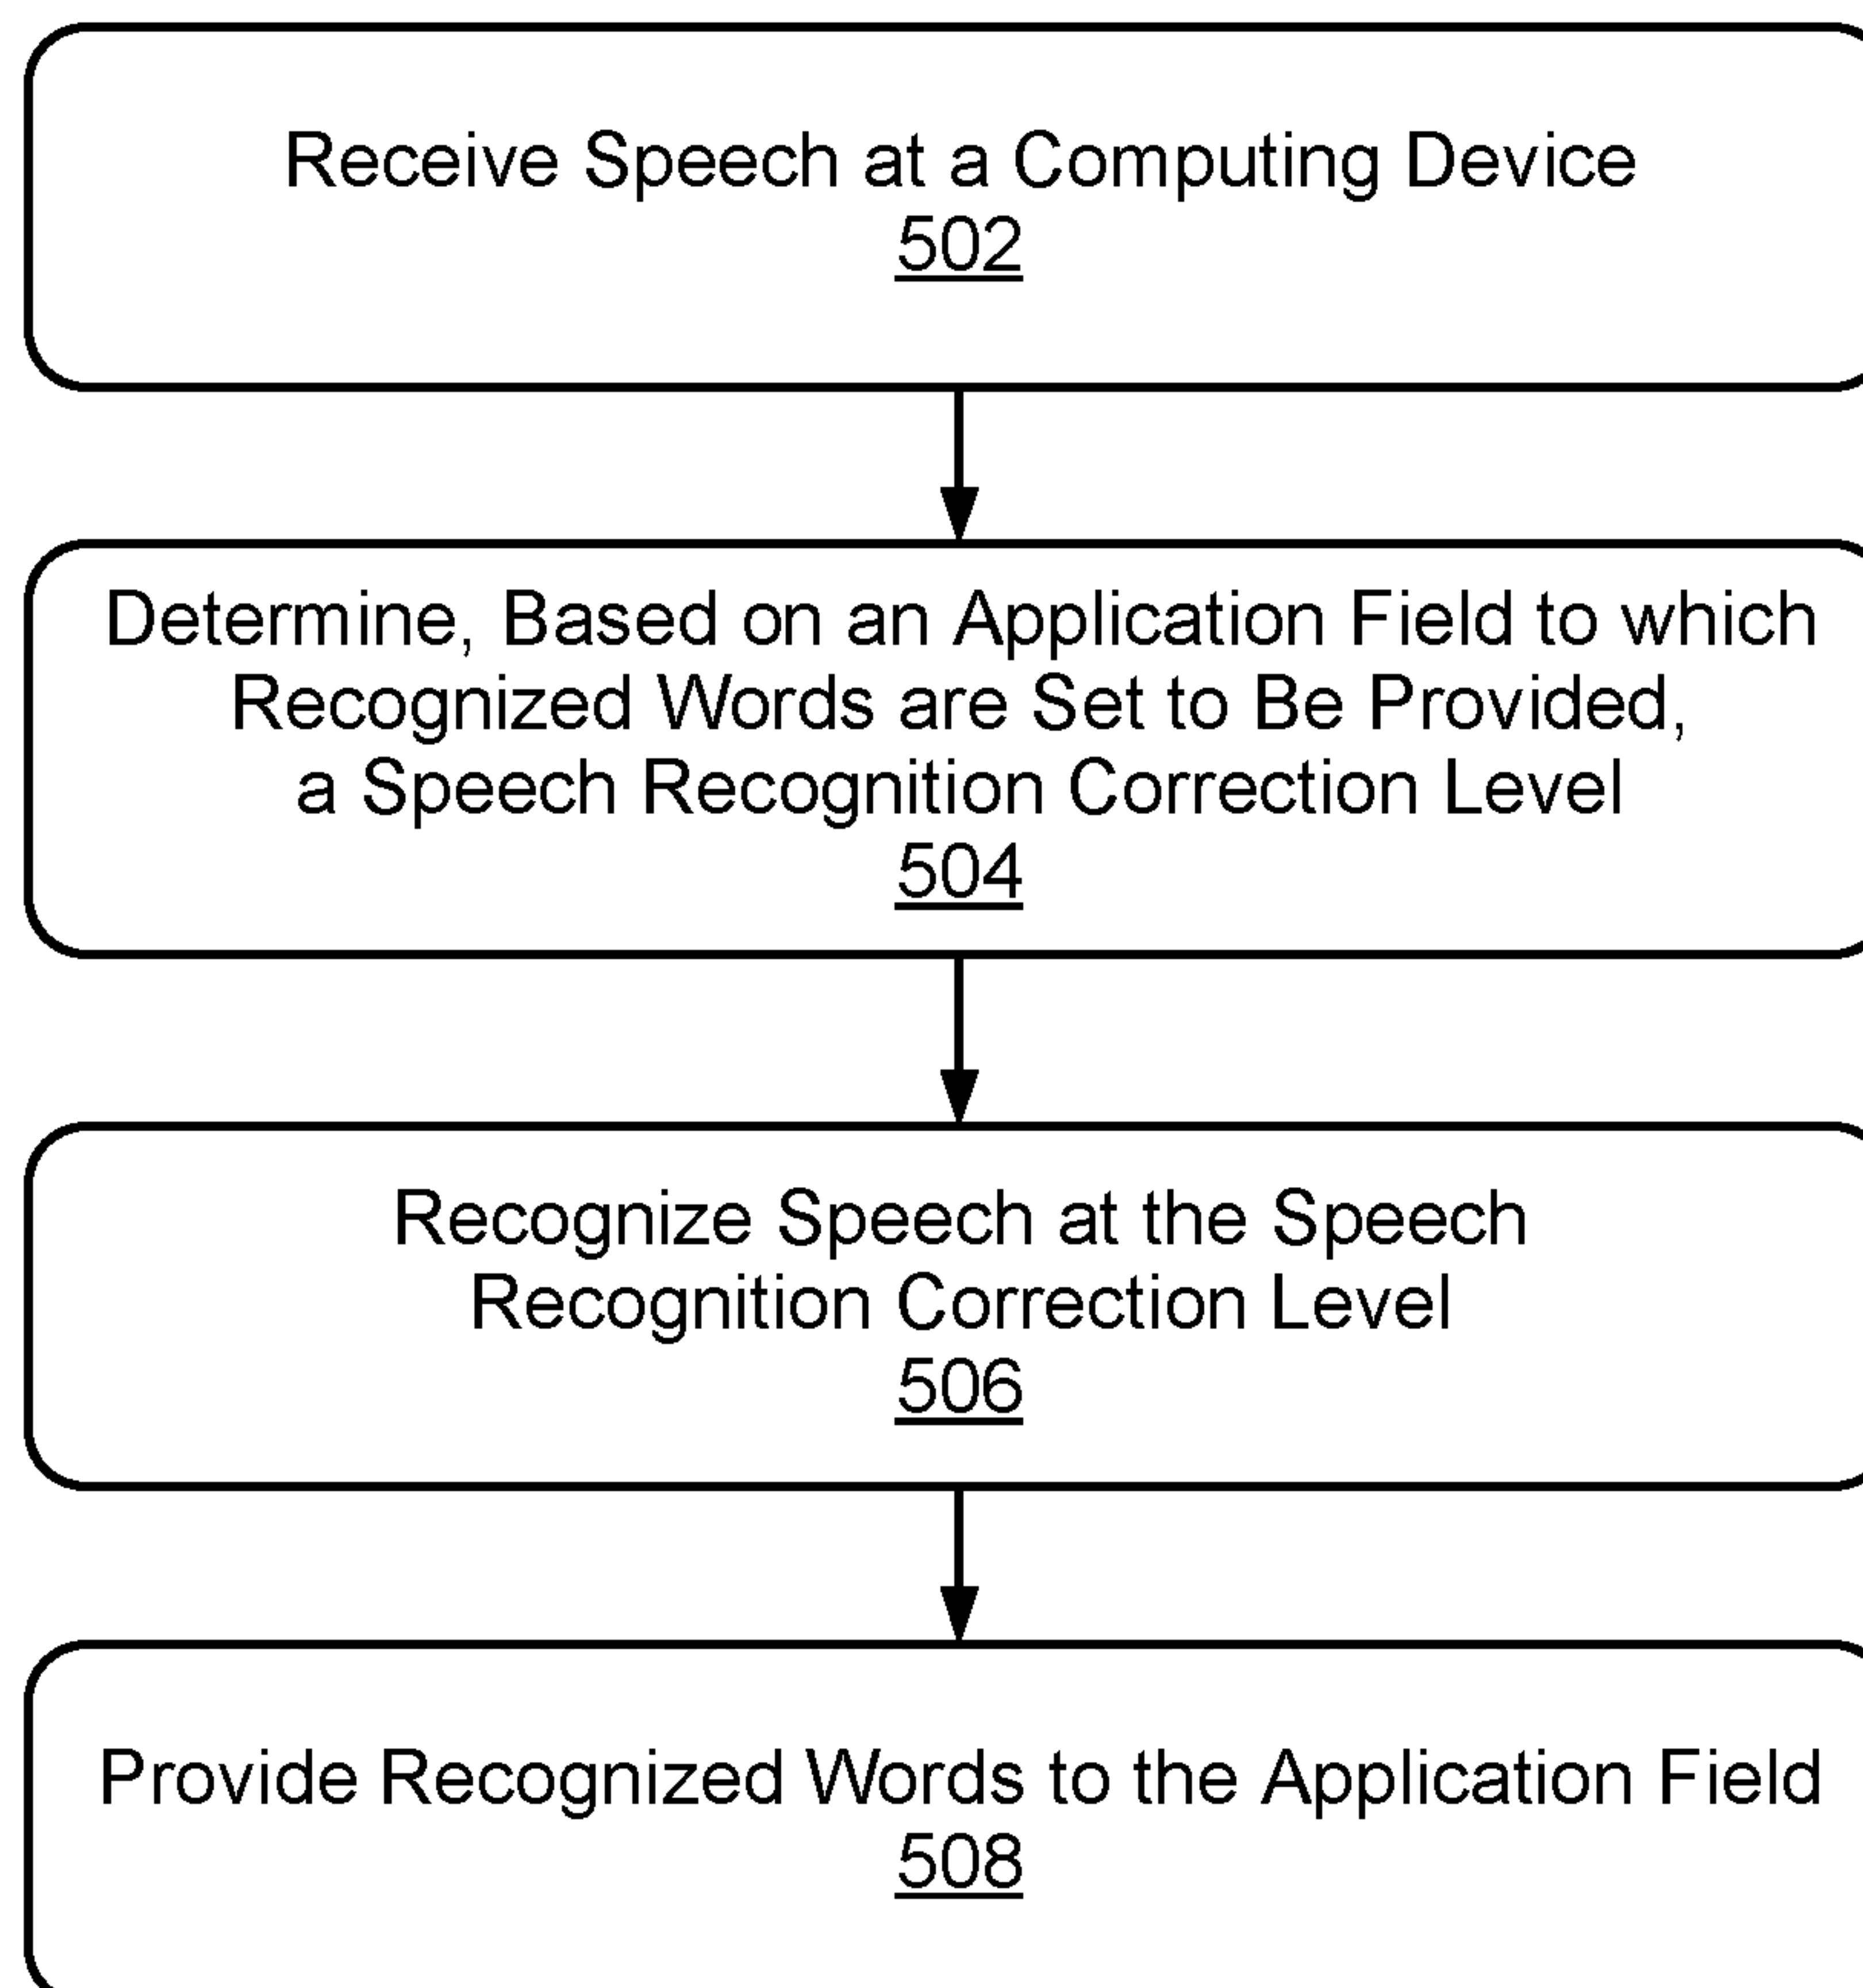 Receive Speech at a Computing Device
502
Determine, Based on an Application Field to which
Recognized Words are Set to Be Provided,
a Speech Recognition Correction Level
504
Recognize Speech at the Speech
Recognition Correction Level
506
Provide Recognized Words to the Application Field
508